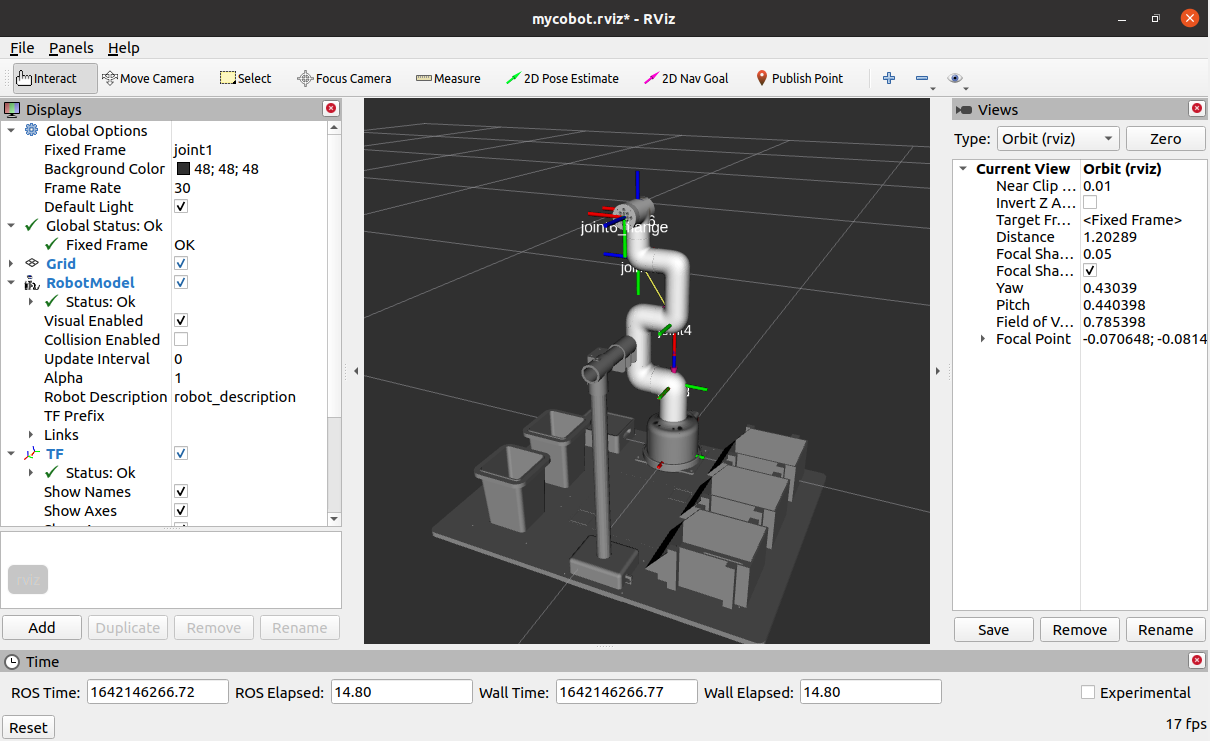 mycobot.rviz* - RViz
File Panels Help
Interact Move Camera Select Focus Camera Measure 2D Pose Estimate 2D Nav Goal Publish Point
Displays
Global Options
Fixed Frame joint1
Background Color 48; 48; 48
Frame Rate 30
Default Light
Global Status: Ok
Fixed Frame OK
Grid
RobotModel
Status: Ok
Visual Enabled
Collision Enabled
Update Interval 0
Alpha 1
Robot Description robot_description
TF Prefix
Links
TF
Status: Ok
Show Names
Show Axes
rviz
Add Duplicate Remove Rename
Views
Type: Orbit (rviz) Zero
Current View Orbit (rviz)
Near Clip ... 0.01
Invert Z A...
Target Fr... <Fixed Frame>
Distance 1.20289
Focal Sha... 0.05
Focal Sha...
Yaw 0.43039
Pitch 0.440398
Field of V... 0.785398
Focal Point -0.070648; -0.0814
Save Remove Rename
Time
ROS Time: 1642146266.72 ROS Elapsed: 14.80 Wall Time: 1642146266.77 Wall Elapsed: 14.80 Experimental
Reset 17 fps